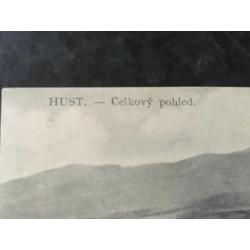 HUST. — Celkový pohled.